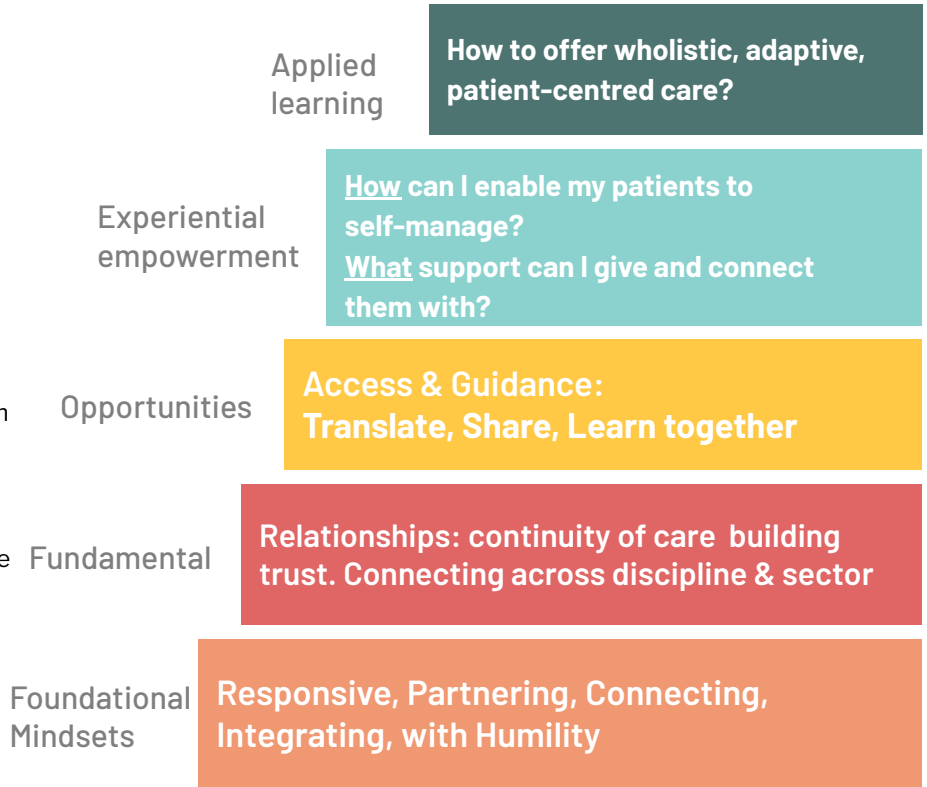 Applied
learning
How to offer wholistic, adaptive,
patient-centred care?
Experiential
empowerment
How can I enable my patients to
self-manage?
What support can I give and connect
them with?
n
Opportunities
Access & Guidance:
Translate, Share, Learn together
e
Fundamental
Relationships: continuity of care  building
trust. Connecting across discipline & sector
Foundational
Mindsets
Responsive, Partnering, Connecting,
Integrating, with Humility